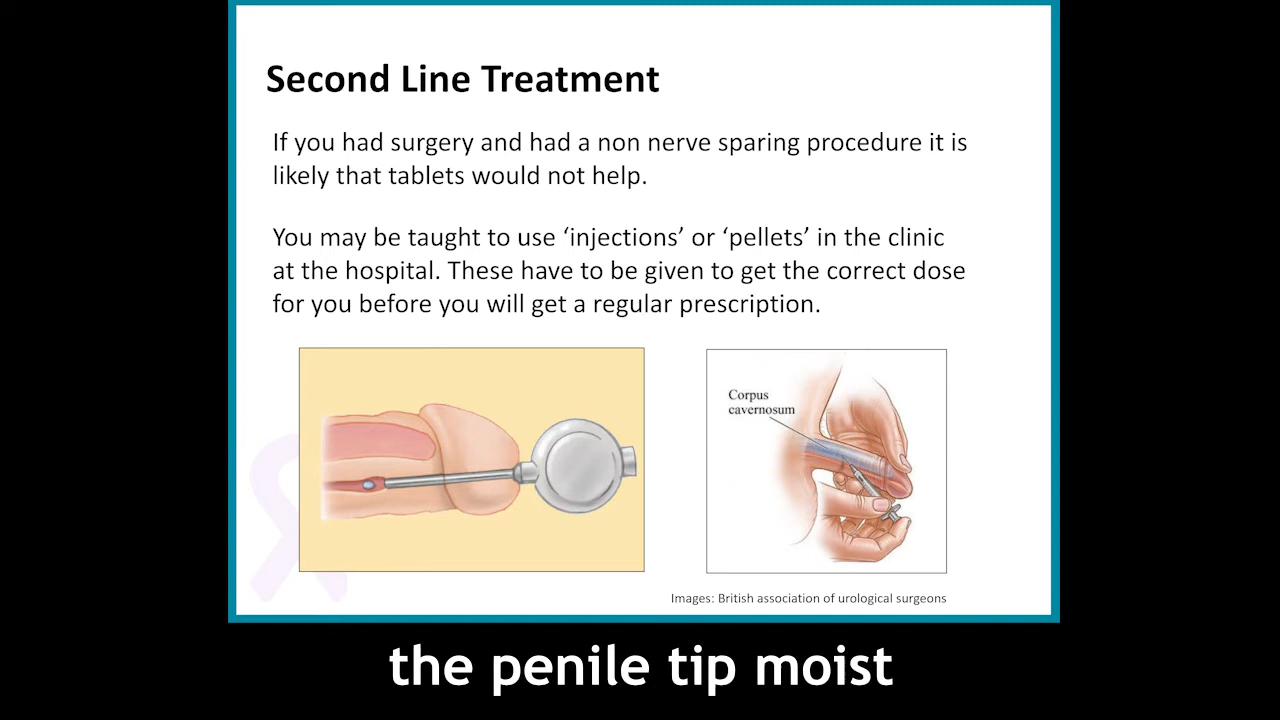 Second Line Treatment
If you had surgery and had a non nerve sparing procedure it is
likely that tablets would not help.
You may be taught to use ‘injections’ or ‘pellets’ in the clinic
at the hospital. These have to be given to get the correct dose
for you before you will get a regular prescription.
Corpus
cavernosum
Images: British association of urological surgeons
the penile tip moist